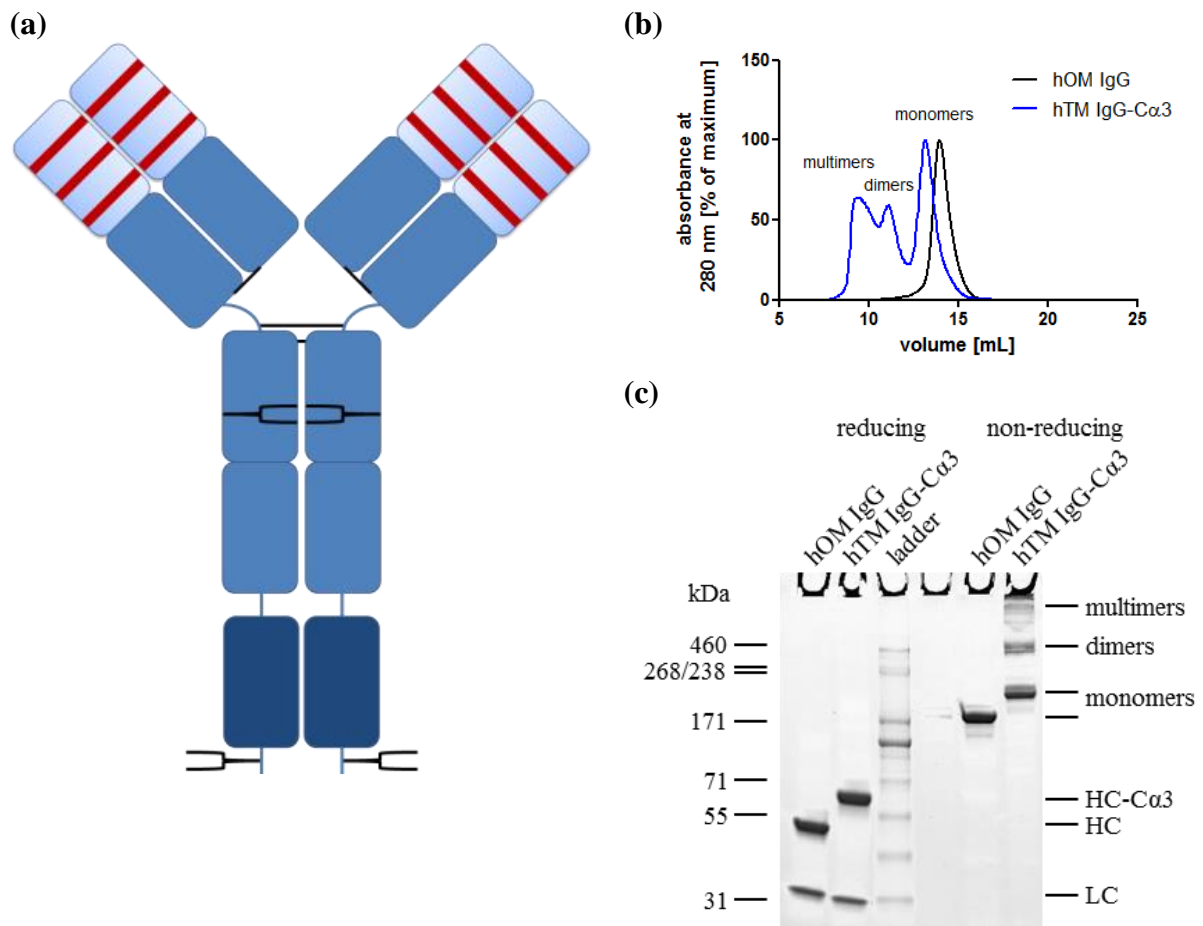 (a)
(b)
150
100
50
0
5
10
15
20
25
absorbance at
280 nm [% of maximum]
volume [mL]
hOM IgG
hTM IgG-Cα3
monomers
multimers
dimers
(c)
reducing
non-reducing
hOM IgG
hTM IgG-Cα3
ladder
hOM IgG
hTM IgG-Cα3
kDa
460
268/238
171
71
55
31
multimers
dimers
monomers
HC-Cα3
HC
LC